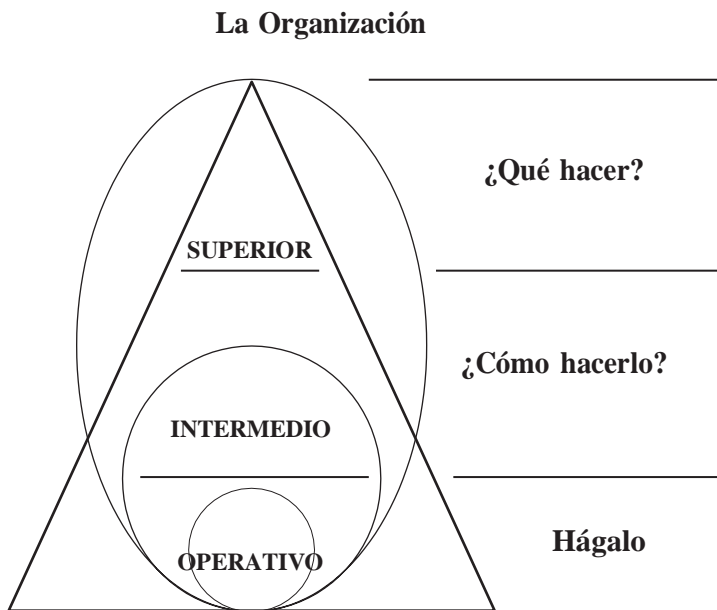 La Organización
¿Qué hacer?
SUPERIOR
¿Cómo hacerlo?
INTERMEDIO
Hágalo
OPERATIVO